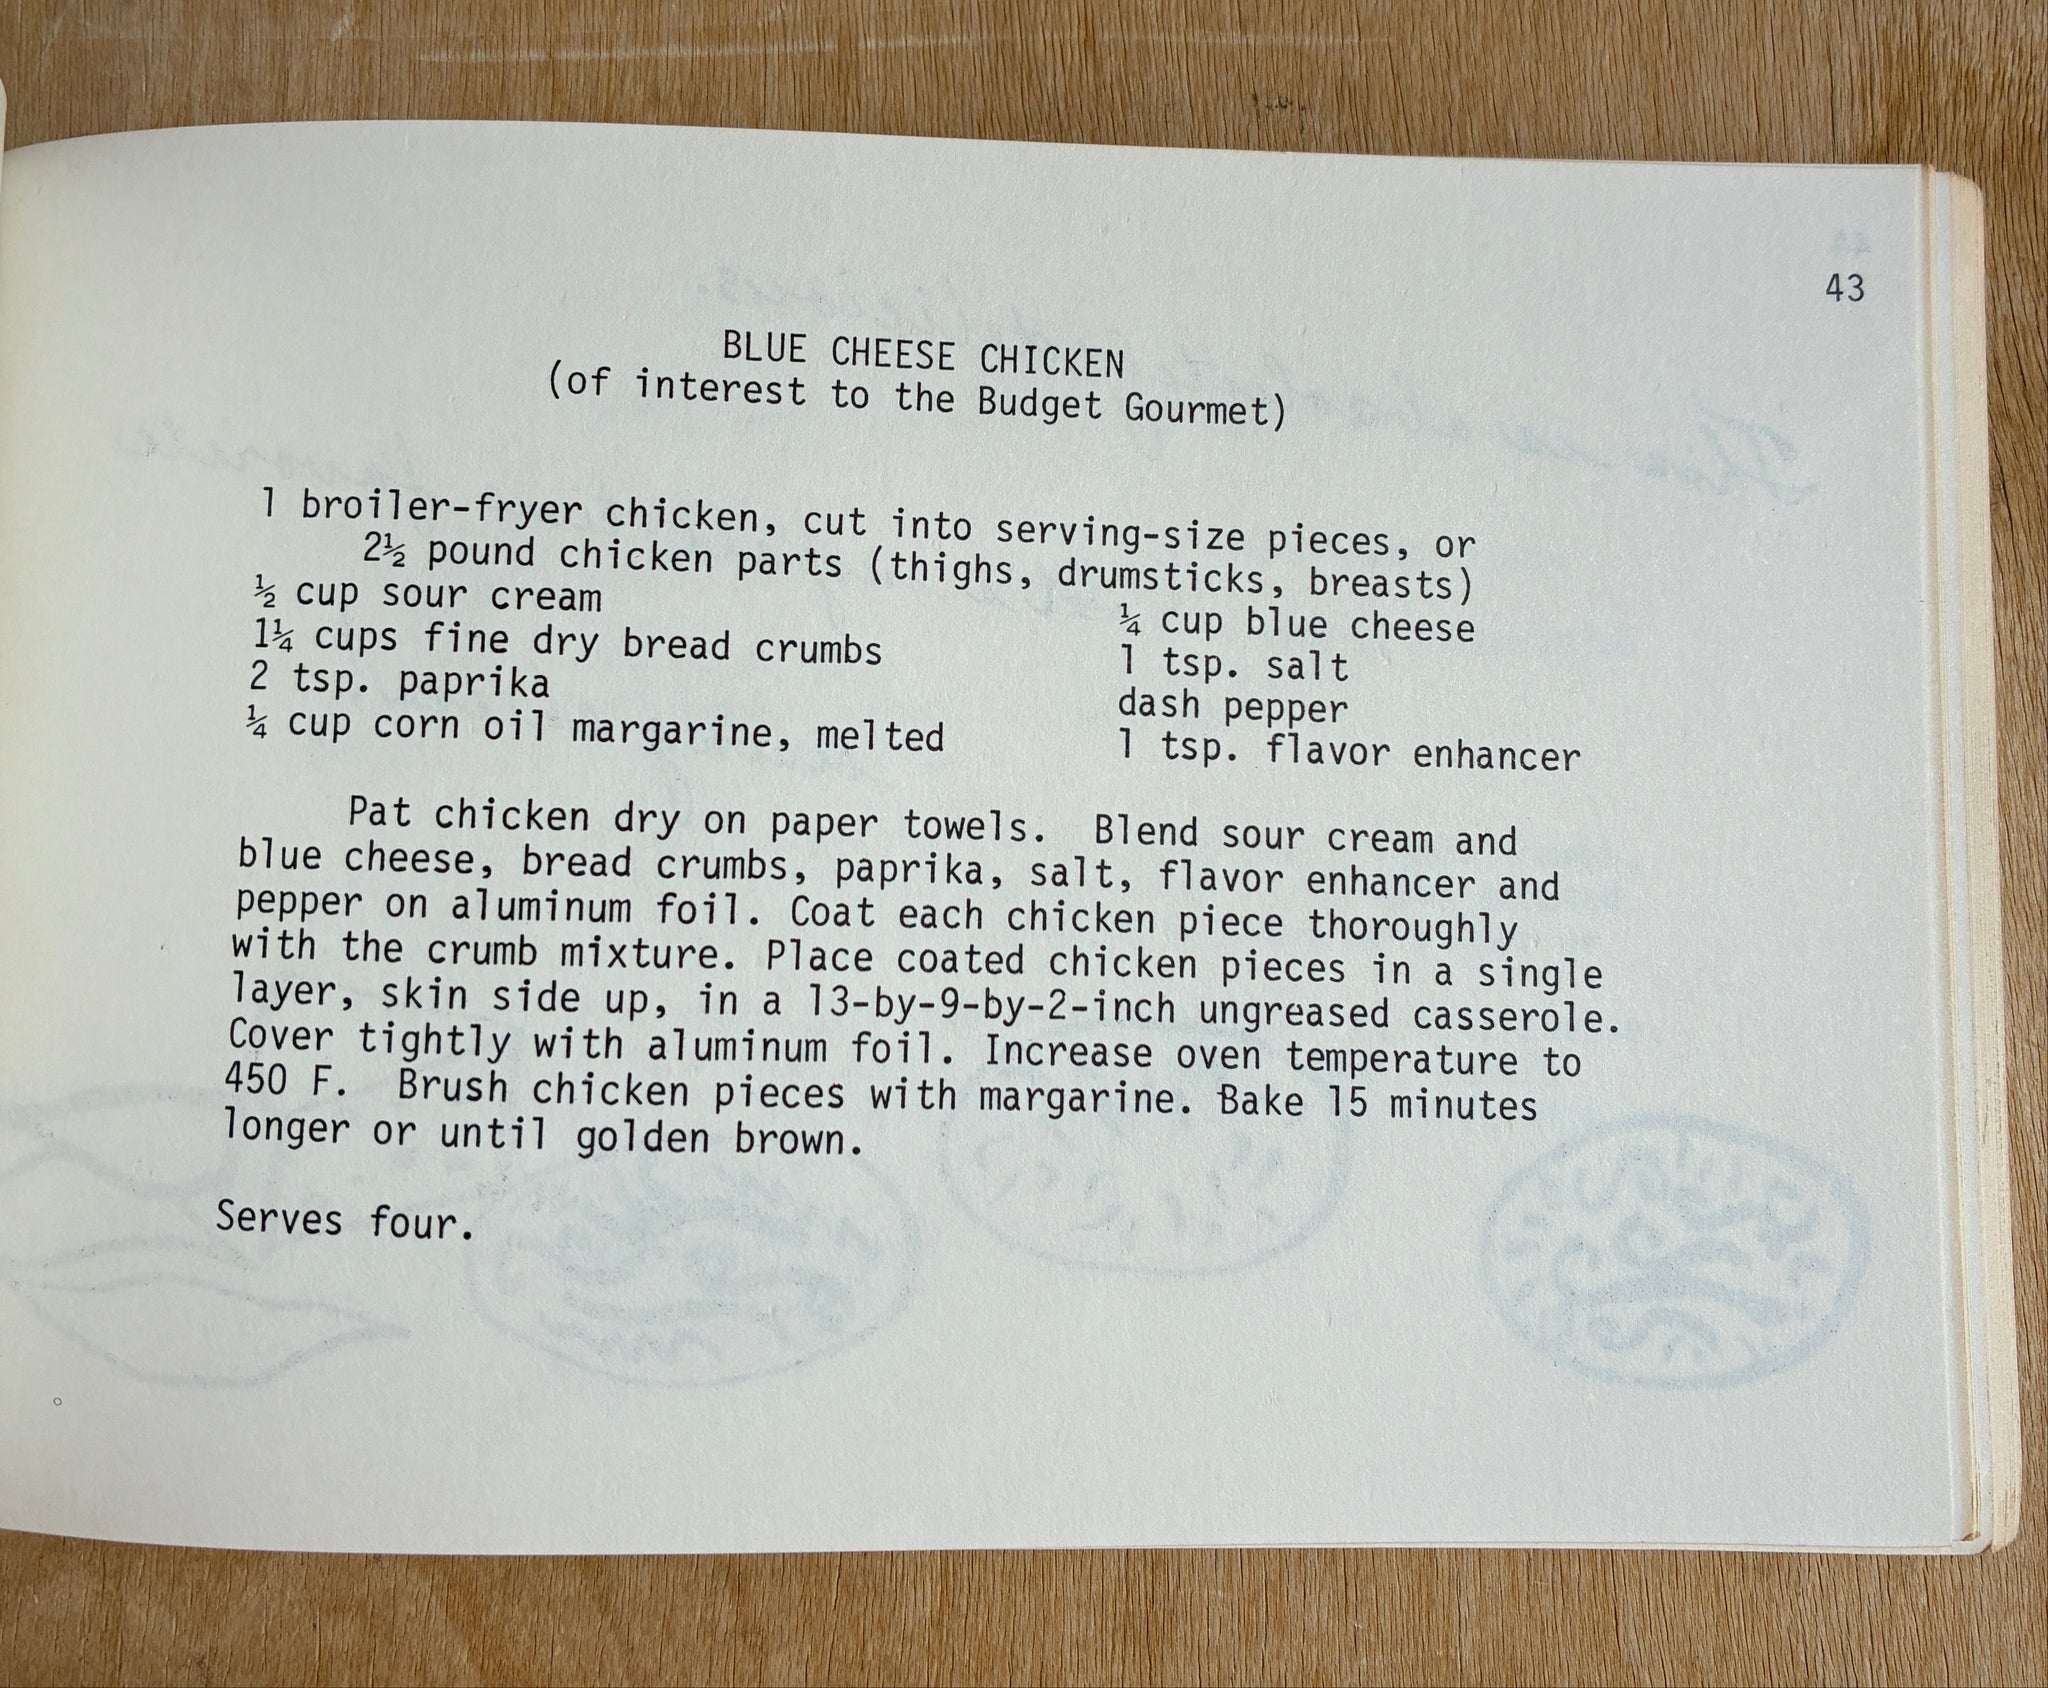 43
BLUE CHEESE CHICKEN
(of interest to the Budget Gourmet)
1 broiler-fryer chicken, cut into serving-size pieces, or
2½ pound chicken parts (thighs, drumsticks, breasts)
½ cup sour cream
1¼ cups fine dry bread crumbs
2 tsp. paprika
¼ cup corn oil margarine, melted
¼ cup blue cheese
1 tsp. salt
dash pepper
1 tsp. flavor enhancer
Pat chicken dry on paper towels. Blend sour cream and
blue cheese, bread crumbs, paprika, salt, flavor enhancer and
pepper on aluminum foil. Coat each chicken piece thoroughly
with the crumb mixture. Place coated chicken pieces in a single
layer, skin side up, in a 13-by-9-by-2-inch ungreased casserole.
Cover tightly with aluminum foil. Increase oven temperature to
450 F. Brush chicken pieces with margarine. Bake 15 minutes
longer or until golden brown.
Serves four.